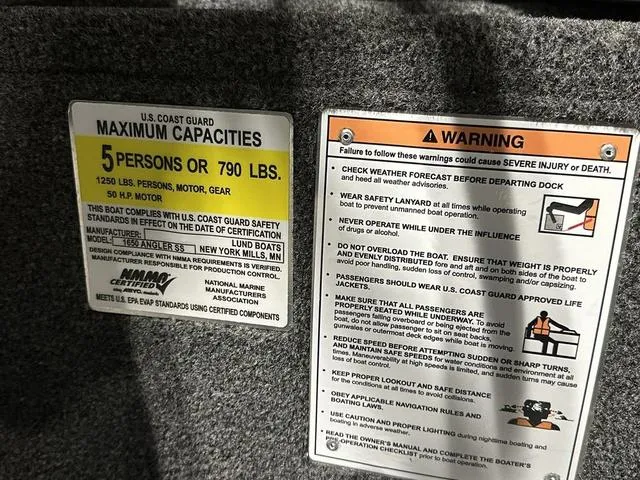 U.S. COAST GUARD
MAXIMUM CAPACITIES
5 PERSONS OR 790 LBS.
1250 LBS. PERSONS, MOTOR, GEAR
50 H.P. MOTOR
THIS BOAT COMPLIES WITH U.S. COAST GUARD SAFETY
STANDARDS IN EFFECT ON THE DATE OF CERTIFICATION
MANUFACTURER: LUND BOATS
MODEL: 1650 ANGLER SS NEW YORK MILLS, MN
DESIGN COMPLIANCE WITH NMMA REQUIREMENTS IS VERIFIED.
MANUFACTURER RESPONSIBLE FOR PRODUCTION CONTROL.
NMMA
CERTIFIED
using ABYC
NATIONAL MARINE
MANUFACTURERS
ASSOCIATION
MEETS U.S. EPA EVAP STANDARDS USING CERTIFIED COMPONENTS
WARNING
Failure to follow these warnings could cause SEVERE INJURY or DEATH.
• CHECK WEATHER FORECAST BEFORE DEPARTING DOCK
and heed all weather advisories.
• WEAR SAFETY LANYARD at all times while operating
boat to prevent unmanned boat operation.
• NEVER OPERATE WHILE UNDER THE INFLUENCE
of drugs or alcohol.
• DO NOT OVERLOAD THE BOAT. ENSURE THAT WEIGHT IS PROPERLY
AND EVENLY DISTRIBUTED fore and aft and on both sides of the boat to
avoid poor handling, sudden loss of control, swamping and/or capsizing.
• PASSENGERS SHOULD WEAR U.S. COAST GUARD APPROVED LIFE
JACKETS.
• MAKE SURE THAT ALL PASSENGERS ARE
PROPERLY SEATED WHILE UNDERWAY. To avoid
passengers falling overboard or being ejected from the
boat, do not allow passenger to sit on seat backs.
gunwales or outermost deck edges while boat is moving.
• REDUCE SPEED BEFORE ATTEMPTING SUDDEN OR SHARP TURNS,
AND MAINTAIN SAFE SPEEDS for water conditions and environment at all
times. Maneuverability at high speeds is limited, and sudden turns may cause
loss of boat control.
• KEEP PROPER LOOKOUT AND SAFE DISTANCE
for the conditions at all times to avoid collisions.
• OBEY APPLICABLE NAVIGATION RULES AND
BOATING LAWS.
• USE CAUTION AND PROPER LIGHTING during nighttime boating and
boating in adverse weather.
• READ THE OWNER'S MANUAL AND COMPLETE THE BOATER'S
PRE-OPERATION CHECKLIST prior to boat operation.